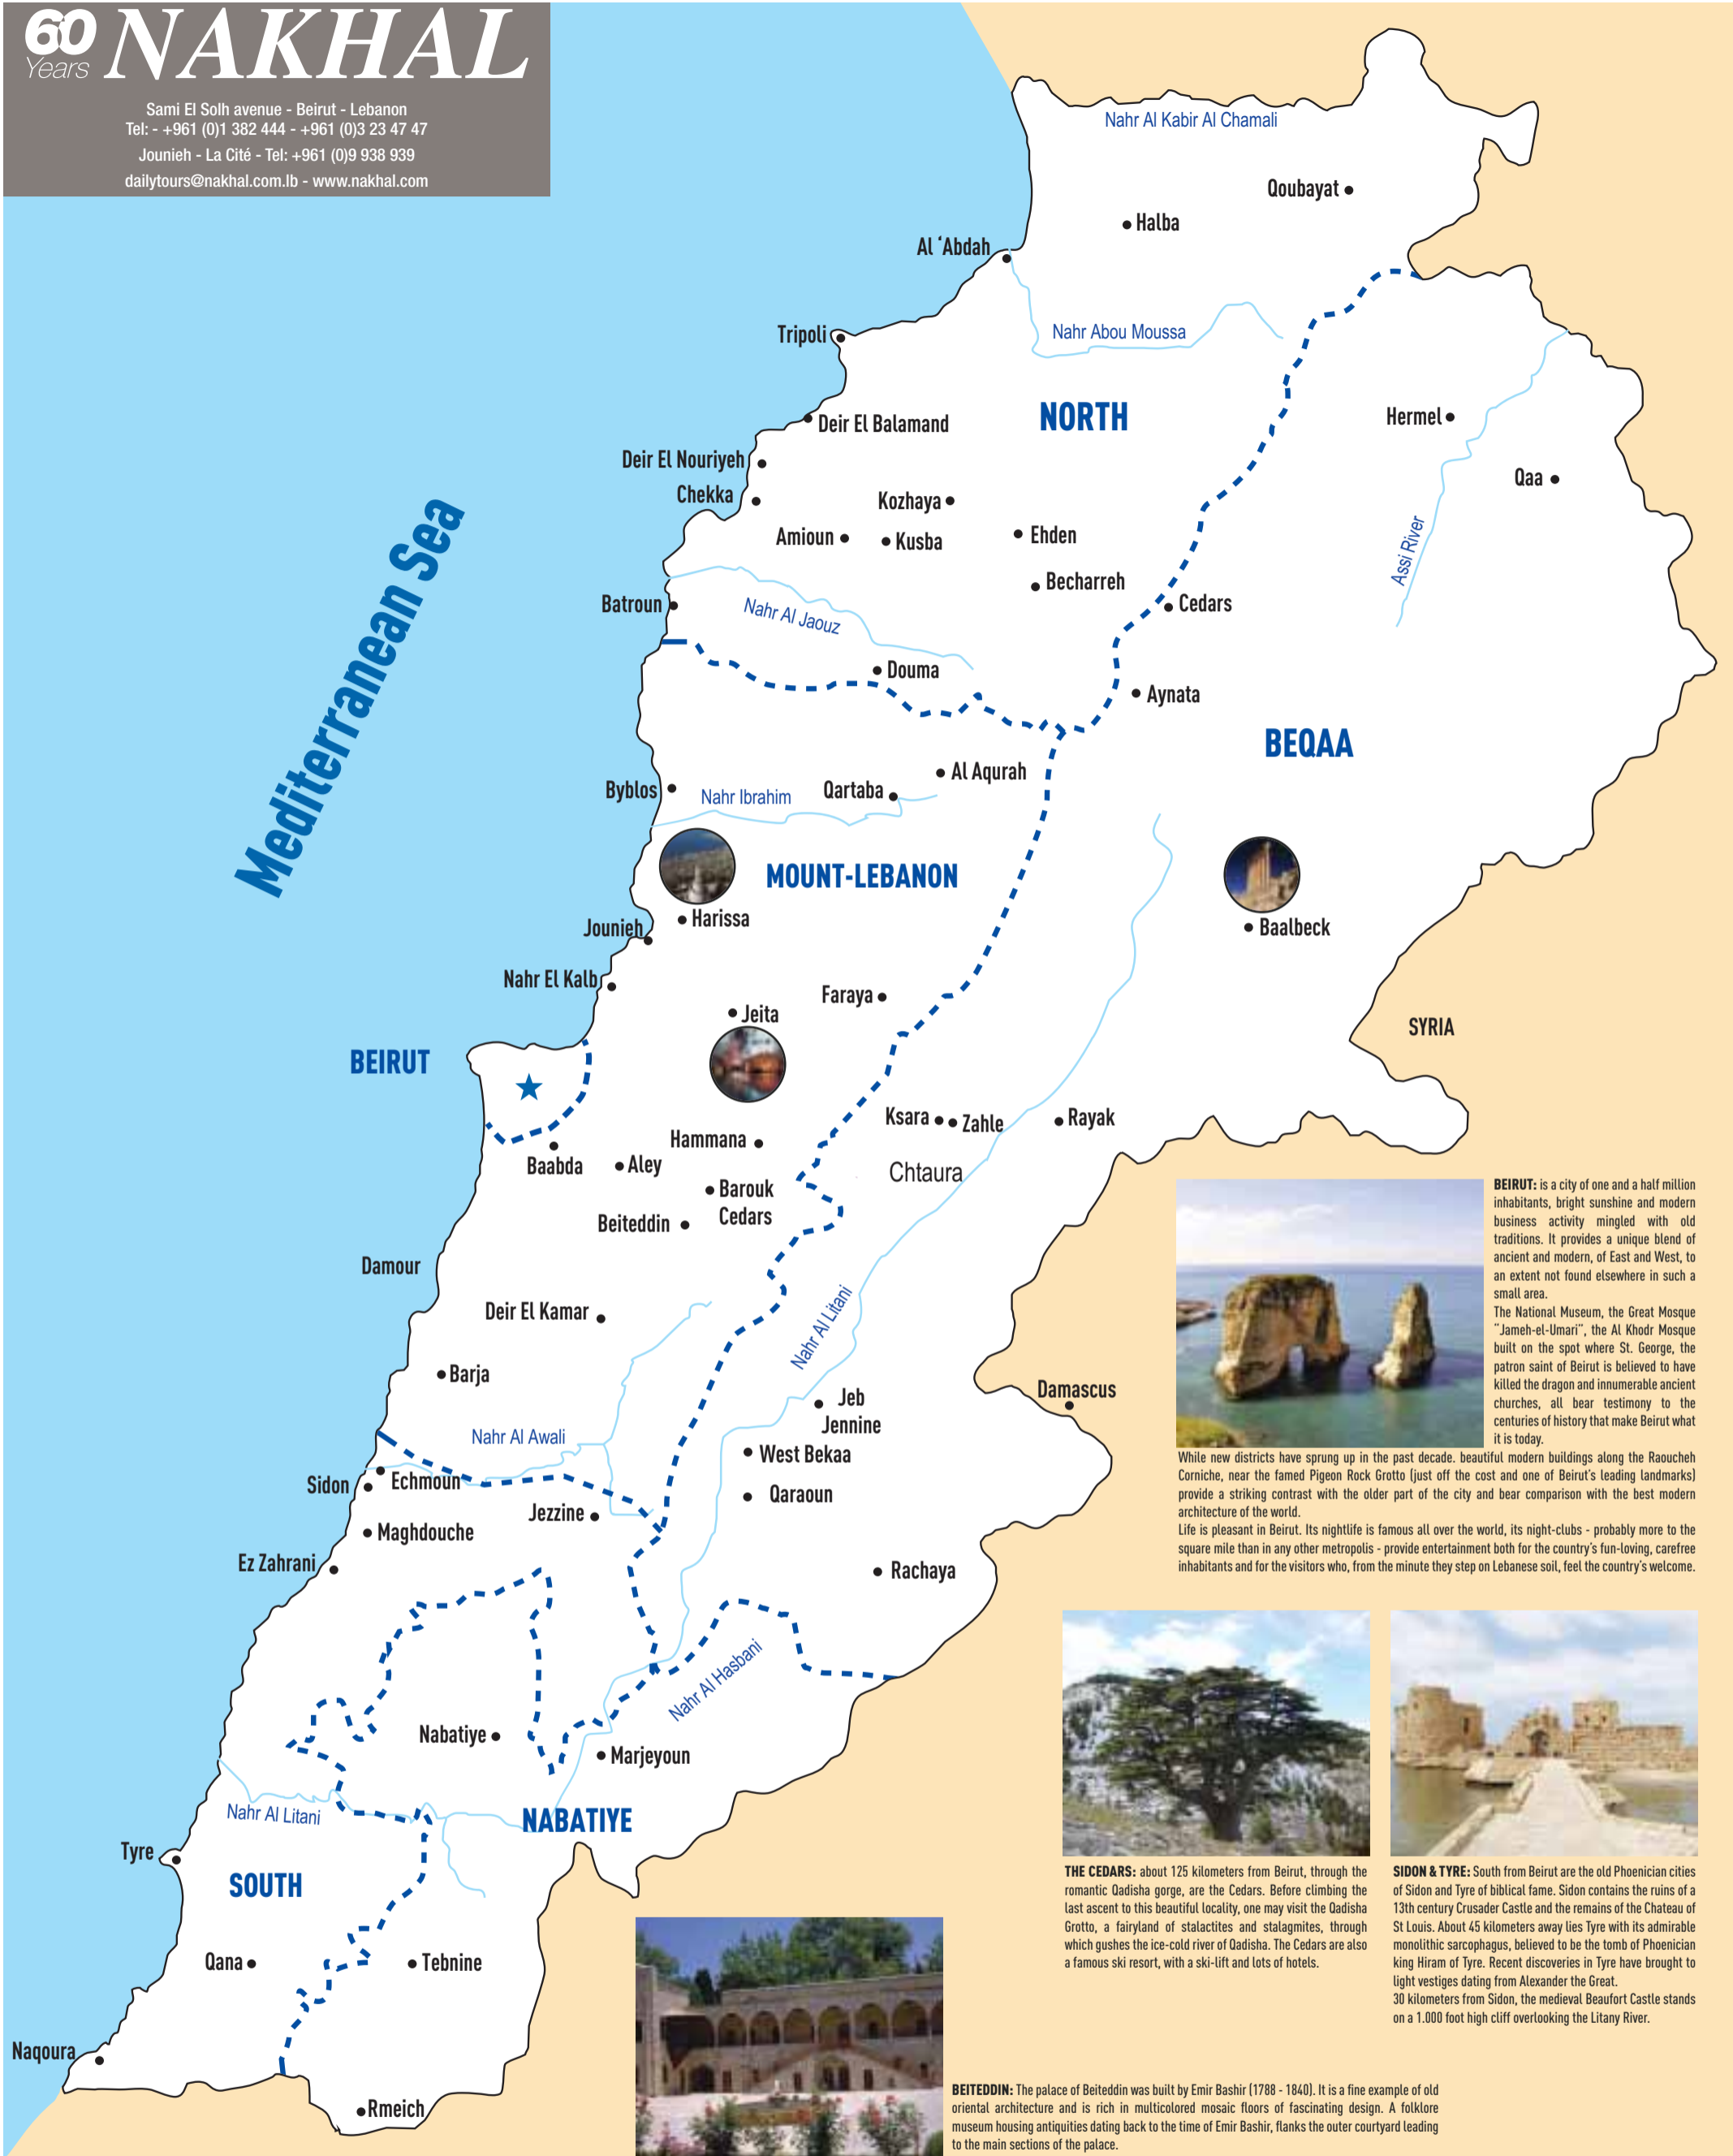 60 Years NAKHAL
Sami El Solh avenue - Beirut - Lebanon
Tel: - +961 (0)1 382 444 - +961 (0)3 23 47 47
Jounieh - La Cité - Tel: +961 (0)9 938 939
dailytours@nakhal.com.lb - www.nakhal.com
Nahr Al Kabir Al Chamali
Qoubayat
Halba
Al ‘Abdah
Tripoli
Nahr Abou Moussa
NORTH
Hermel
Deir El Balamand
Deir El Nouriyeh
Qaa
Chekka
Kozhaya
Amioun
Kusba
Ehden
Assi River
Becharreh
Batroun
Nahr Al Jaouz
Cedars
Mediterranean Sea
Douma
Aynata
BEQAA
Al Aqurah
Byblos
Nahr Ibrahim
Qartaba
MOUNT-LEBANON
Harissa
Jounieh
Baalbeck
Nahr El Kalb
Faraya
Jeita
SYRIA
BEIRUT
Ksara
Zahle
Rayak
Hammana
Baabda
Aley
Chtaura
Barouk
Cedars
Beiteddin
Damour
Deir El Kamar
Nahr Al Litani
Barja
Jeb
Jennine
Damascus
Nahr Al Awali
West Bekaa
Sidon
Echmoun
Qaraoun
Jezzine
Maghdouche
Ez Zahrani
Rachaya
Nahr Al Hasbani
Nabatiye
Marjeyoun
Nahr Al Litani
NABATIYE
Tyre
SOUTH
Qana
Tebnine
Naqoura
Rmeich
BEIRUT: is a city of one and a half million
inhabitants, bright sunshine and modern
business activity mingled with old
traditions. It provides a unique blend of
ancient and modern, of East and West, to
an extent not found elsewhere in such a
small area.
The National Museum, the Great Mosque
"Jameh-el-Umari", the Al Khodr Mosque
built on the spot where St. George, the
patron saint of Beirut is believed to have
killed the dragon and innumerable ancient
churches, all bear testimony to the
centuries of history that make Beirut what
it is today.
While new districts have sprung up in the past decade. beautiful modern buildings along the Raoucheh
Corniche, near the famed Pigeon Rock Grotto (just off the cost and one of Beirut's leading landmarks)
provide a striking contrast with the older part of the city and bear comparison with the best modern
architecture of the world.
Life is pleasant in Beirut. Its nightlife is famous all over the world, its night-clubs - probably more to the
square mile than in any other metropolis - provide entertainment both for the country's fun-loving, carefree
inhabitants and for the visitors who, from the minute they step on Lebanese soil, feel the country's welcome.
THE CEDARS: about 125 kilometers from Beirut, through the
romantic Qadisha gorge, are the Cedars. Before climbing the
last ascent to this beautiful locality, one may visit the Qadisha
Grotto, a fairyland of stalactites and stalagmites, through
which gushes the ice-cold river of Qadisha. The Cedars are also
a famous ski resort, with a ski-lift and lots of hotels.
SIDON & TYRE: South from Beirut are the old Phoenician cities
of Sidon and Tyre of biblical fame. Sidon contains the ruins of a
13th century Crusader Castle and the remains of the Chateau of
St Louis. About 45 kilometers away lies Tyre with its admirable
monolithic sarcophagus, believed to be the tomb of Phoenician
king Hiram of Tyre. Recent discoveries in Tyre have brought to
light vestiges dating from Alexander the Great.
30 kilometers from Sidon, the medieval Beaufort Castle stands
on a 1.000 foot high cliff overlooking the Litany River.
BEITEDDIN: The palace of Beiteddin was built by Emir Bashir (1788 - 1840). It is a fine example of old
oriental architecture and is rich in multicolored mosaic floors of fascinating design. A folklore
museum housing antiquities dating back to the time of Emir Bashir, flanks the outer courtyard leading
to the main sections of the palace.